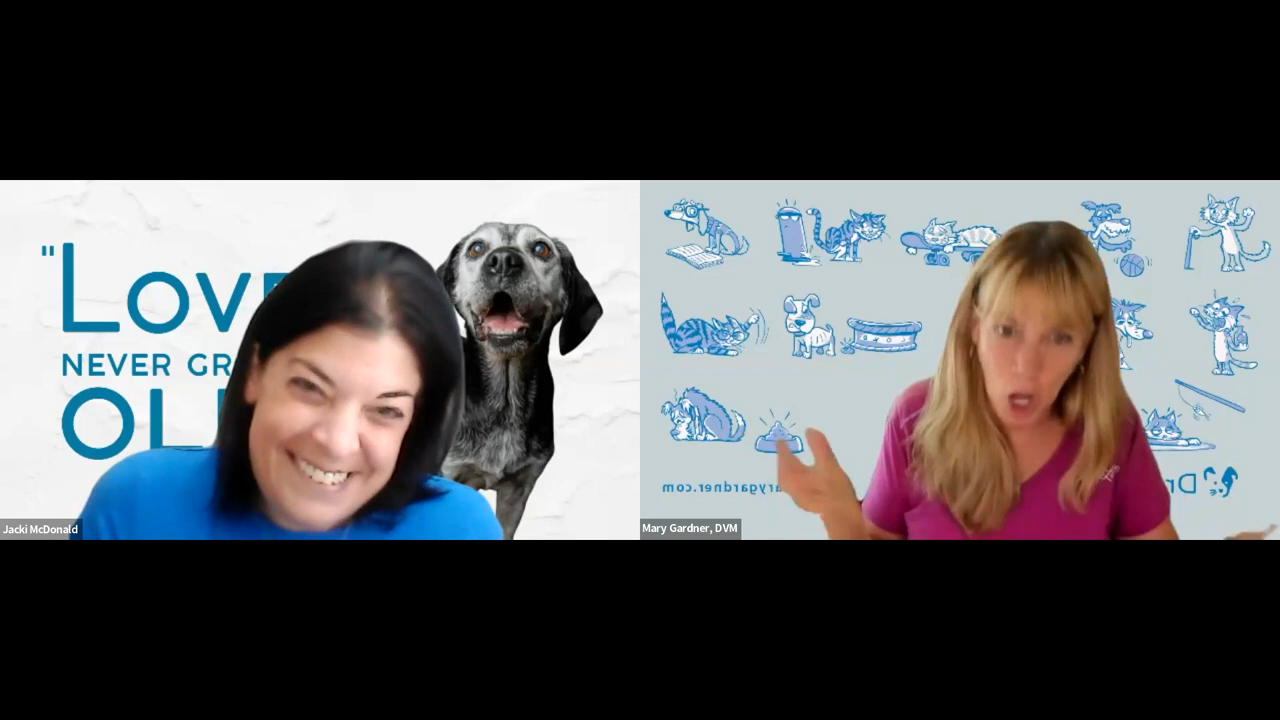 "Lov
NEVER GR
OL
Jacki McDonald
arygardner.com
Dr
Mary Gardner, DVM